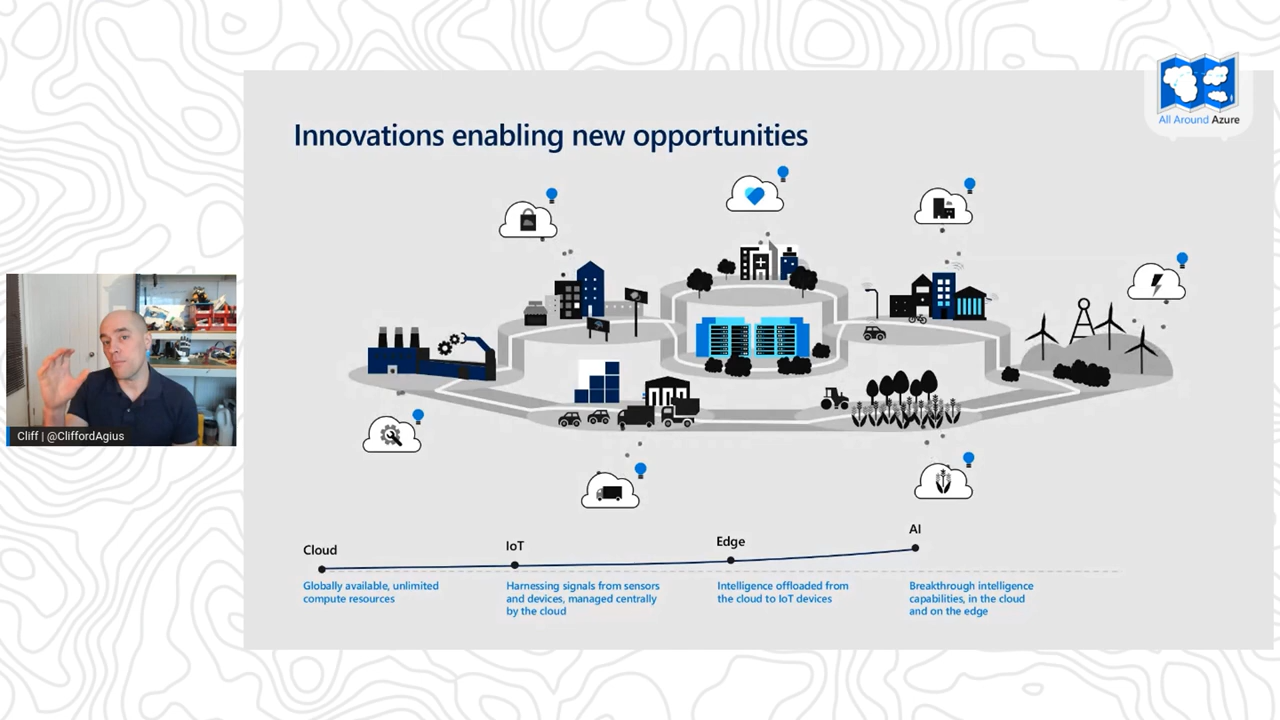 All Around Azure
Innovations enabling new opportunities
Cliff | @CliffordAgius
Cloud
Globally available, unlimited
compute resources
IoT
Harnessing signals from sensors
and devices, managed centrally
by the cloud
Edge
Intelligence offloaded from
the cloud to IoT devices
AI
Breakthrough intelligence
capabilities, in the cloud
and on the edge